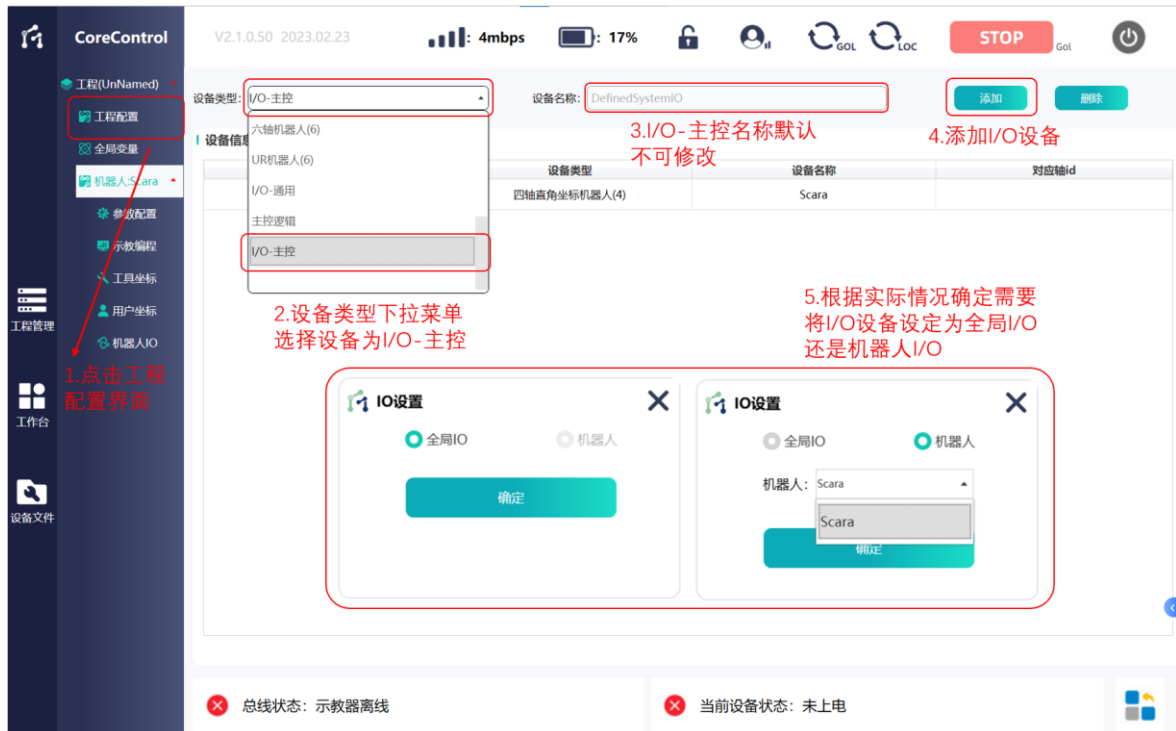 CoreControl
V2.1.0.50 2023.02.23
: 4mbps
: 17%
GOL
LOC
STOP
Gol
工程(UnNamed)
工程配置
全局变量
机器人:Scara
参数配置
示教编程
工具坐标
用户坐标
机器人IO
工程管理
工作台
设备文件
1.点击工程
配置界面
设备类型: I/O-主控
设备名称: DefinedSystemIO
添加
删除
六轴机器人(6)
UR机器人(6)
I/O-通用
主控逻辑
I/O-主控
3.I/O-主控名称默认
不可修改
4.添加I/O设备
设备信息
设备类型
设备名称
对应轴id
四轴直角坐标机器人(4)
Scara
2.设备类型下拉菜单
选择设备为I/O-主控
5.根据实际情况确定需要
将I/O设备设定为全局I/O
还是机器人I/O
IO设置
全局IO
机器人
确定
IO设置
全局IO
机器人
机器人: Scara
Scara
确定
总线状态: 示教器离线
当前设备状态: 未上电